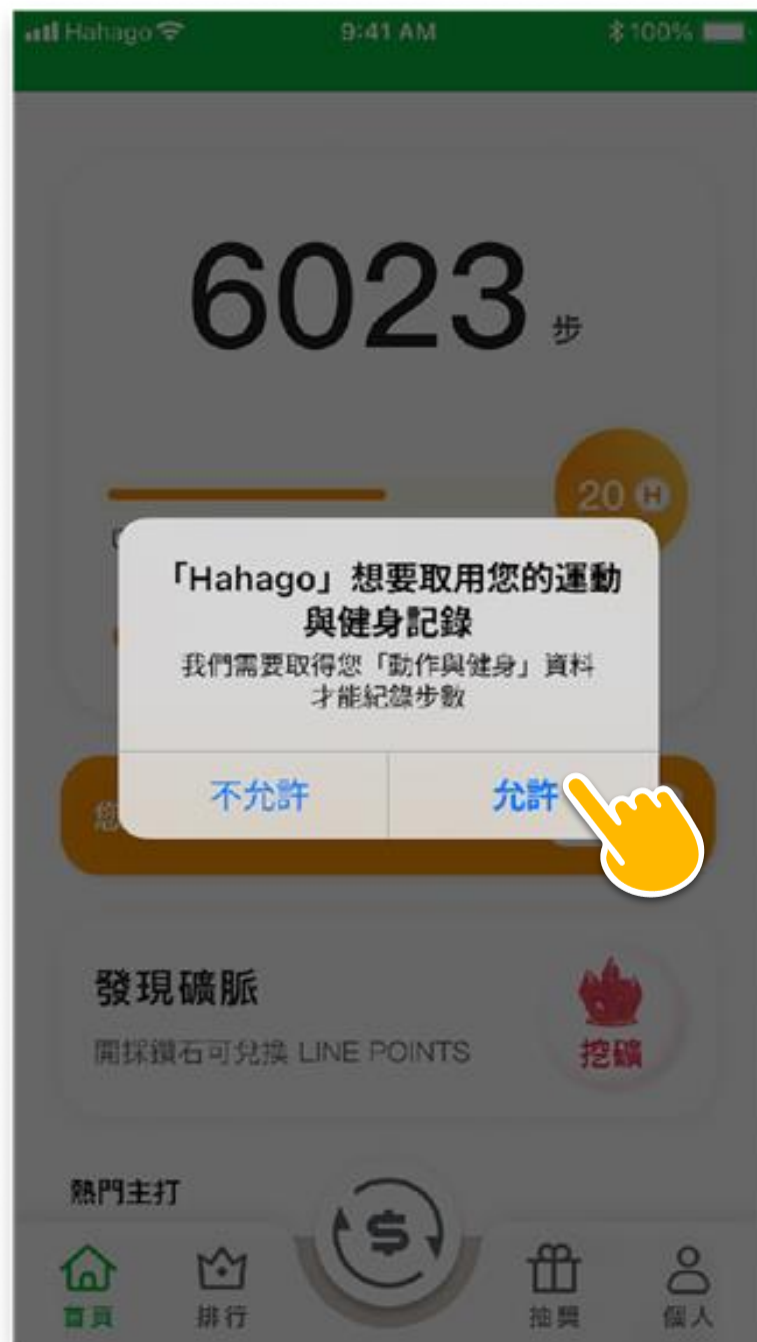 Hahago
9:41 AM
100%
6023 步
20 H
「Hahago」想要取用您的運動
與健身記錄
我們需要取得您「動作與健身」資料
才能紀錄步數
不允許
允許
您
發現礦脈
開採鑽石可兌換 LINE POINTS
挖礦
熱門主打
$
首頁
排行
抽獎
個人